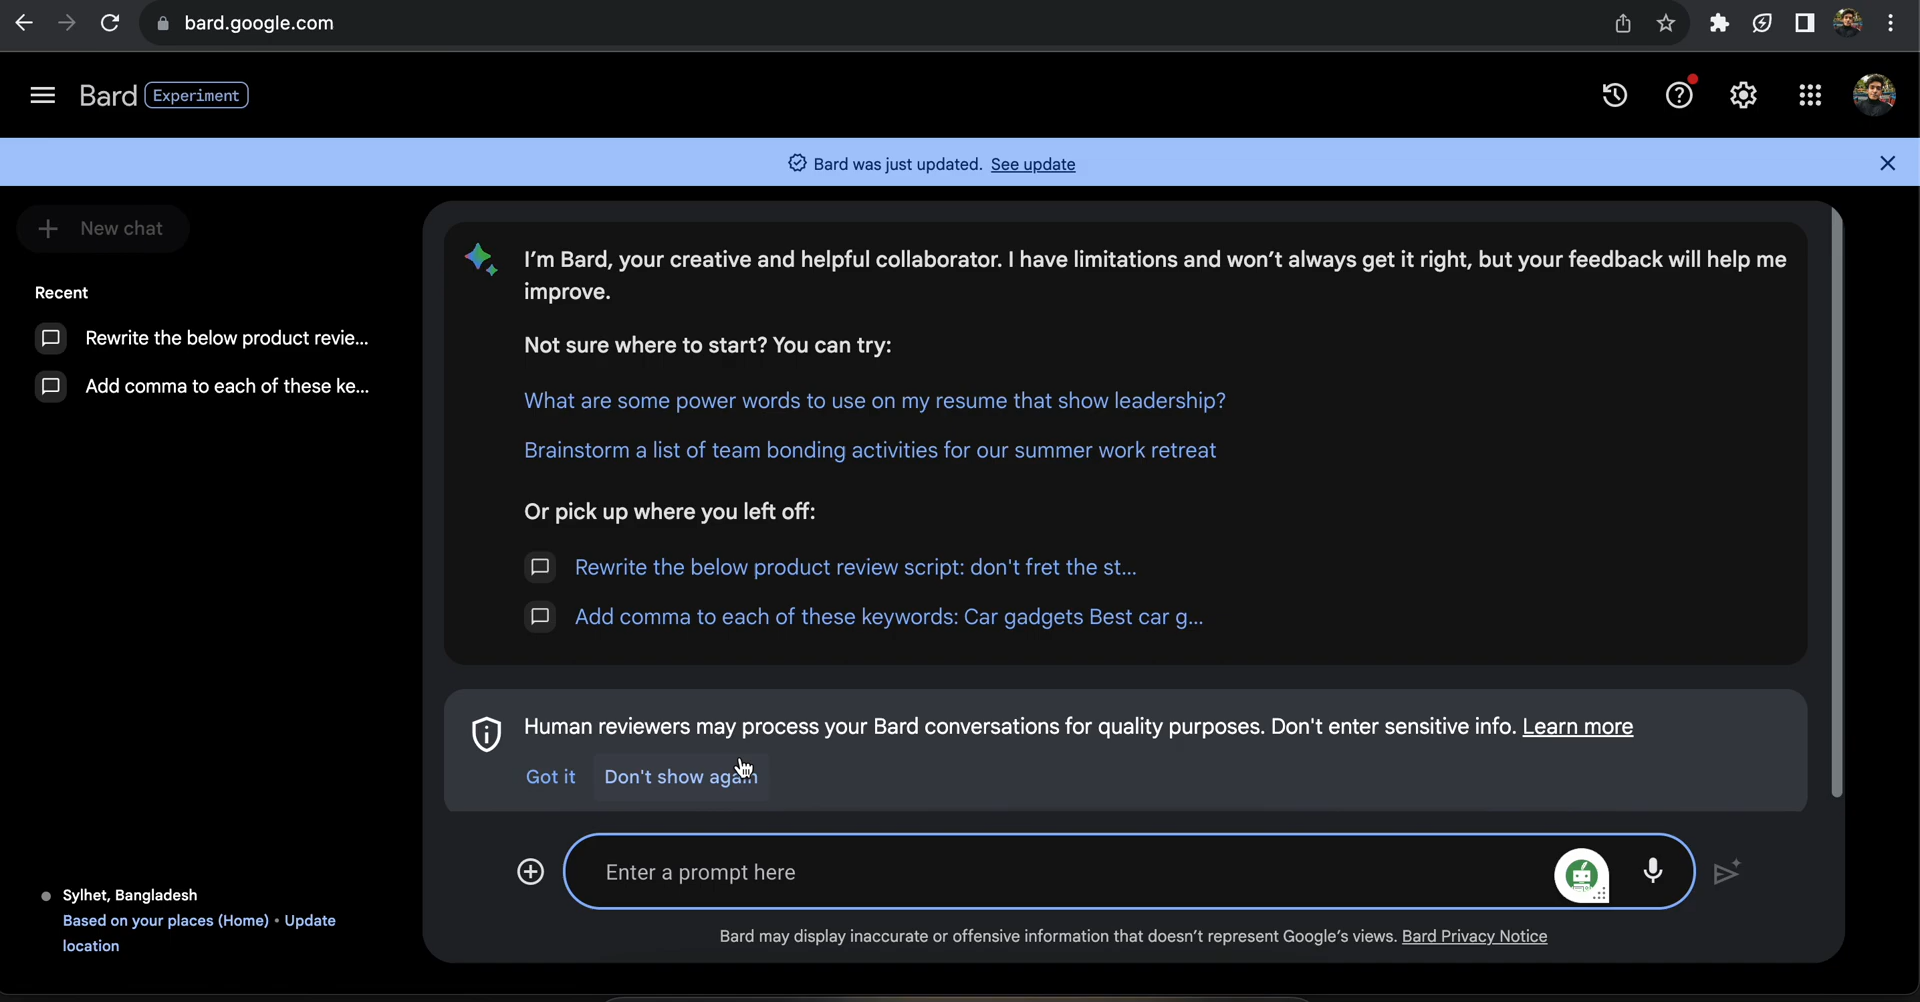 bard.google.com
Bard Experiment
Bard was just updated. See update
New chat
Recent
Rewrite the below product revie...
Add comma to each of these ke...
I'm Bard, your creative and helpful collaborator. I have limitations and won't always get it right, but your feedback will help me
improve.
Not sure where to start? You can try:
What are some power words to use on my resume that show leadership?
Brainstorm a list of team bonding activities for our summer work retreat
Or pick up where you left off:
Rewrite the below product review script: don't fret the st...
Add comma to each of these keywords: Car gadgets Best car g...
Human reviewers may process your Bard conversations for quality purposes. Don't enter sensitive info. Learn more
Got it Don't show again
Enter a prompt here
Bard may display inaccurate or offensive information that doesn't represent Google's views. Bard Privacy Notice
Sylhet, Bangladesh
Based on your places (Home) • Update
location